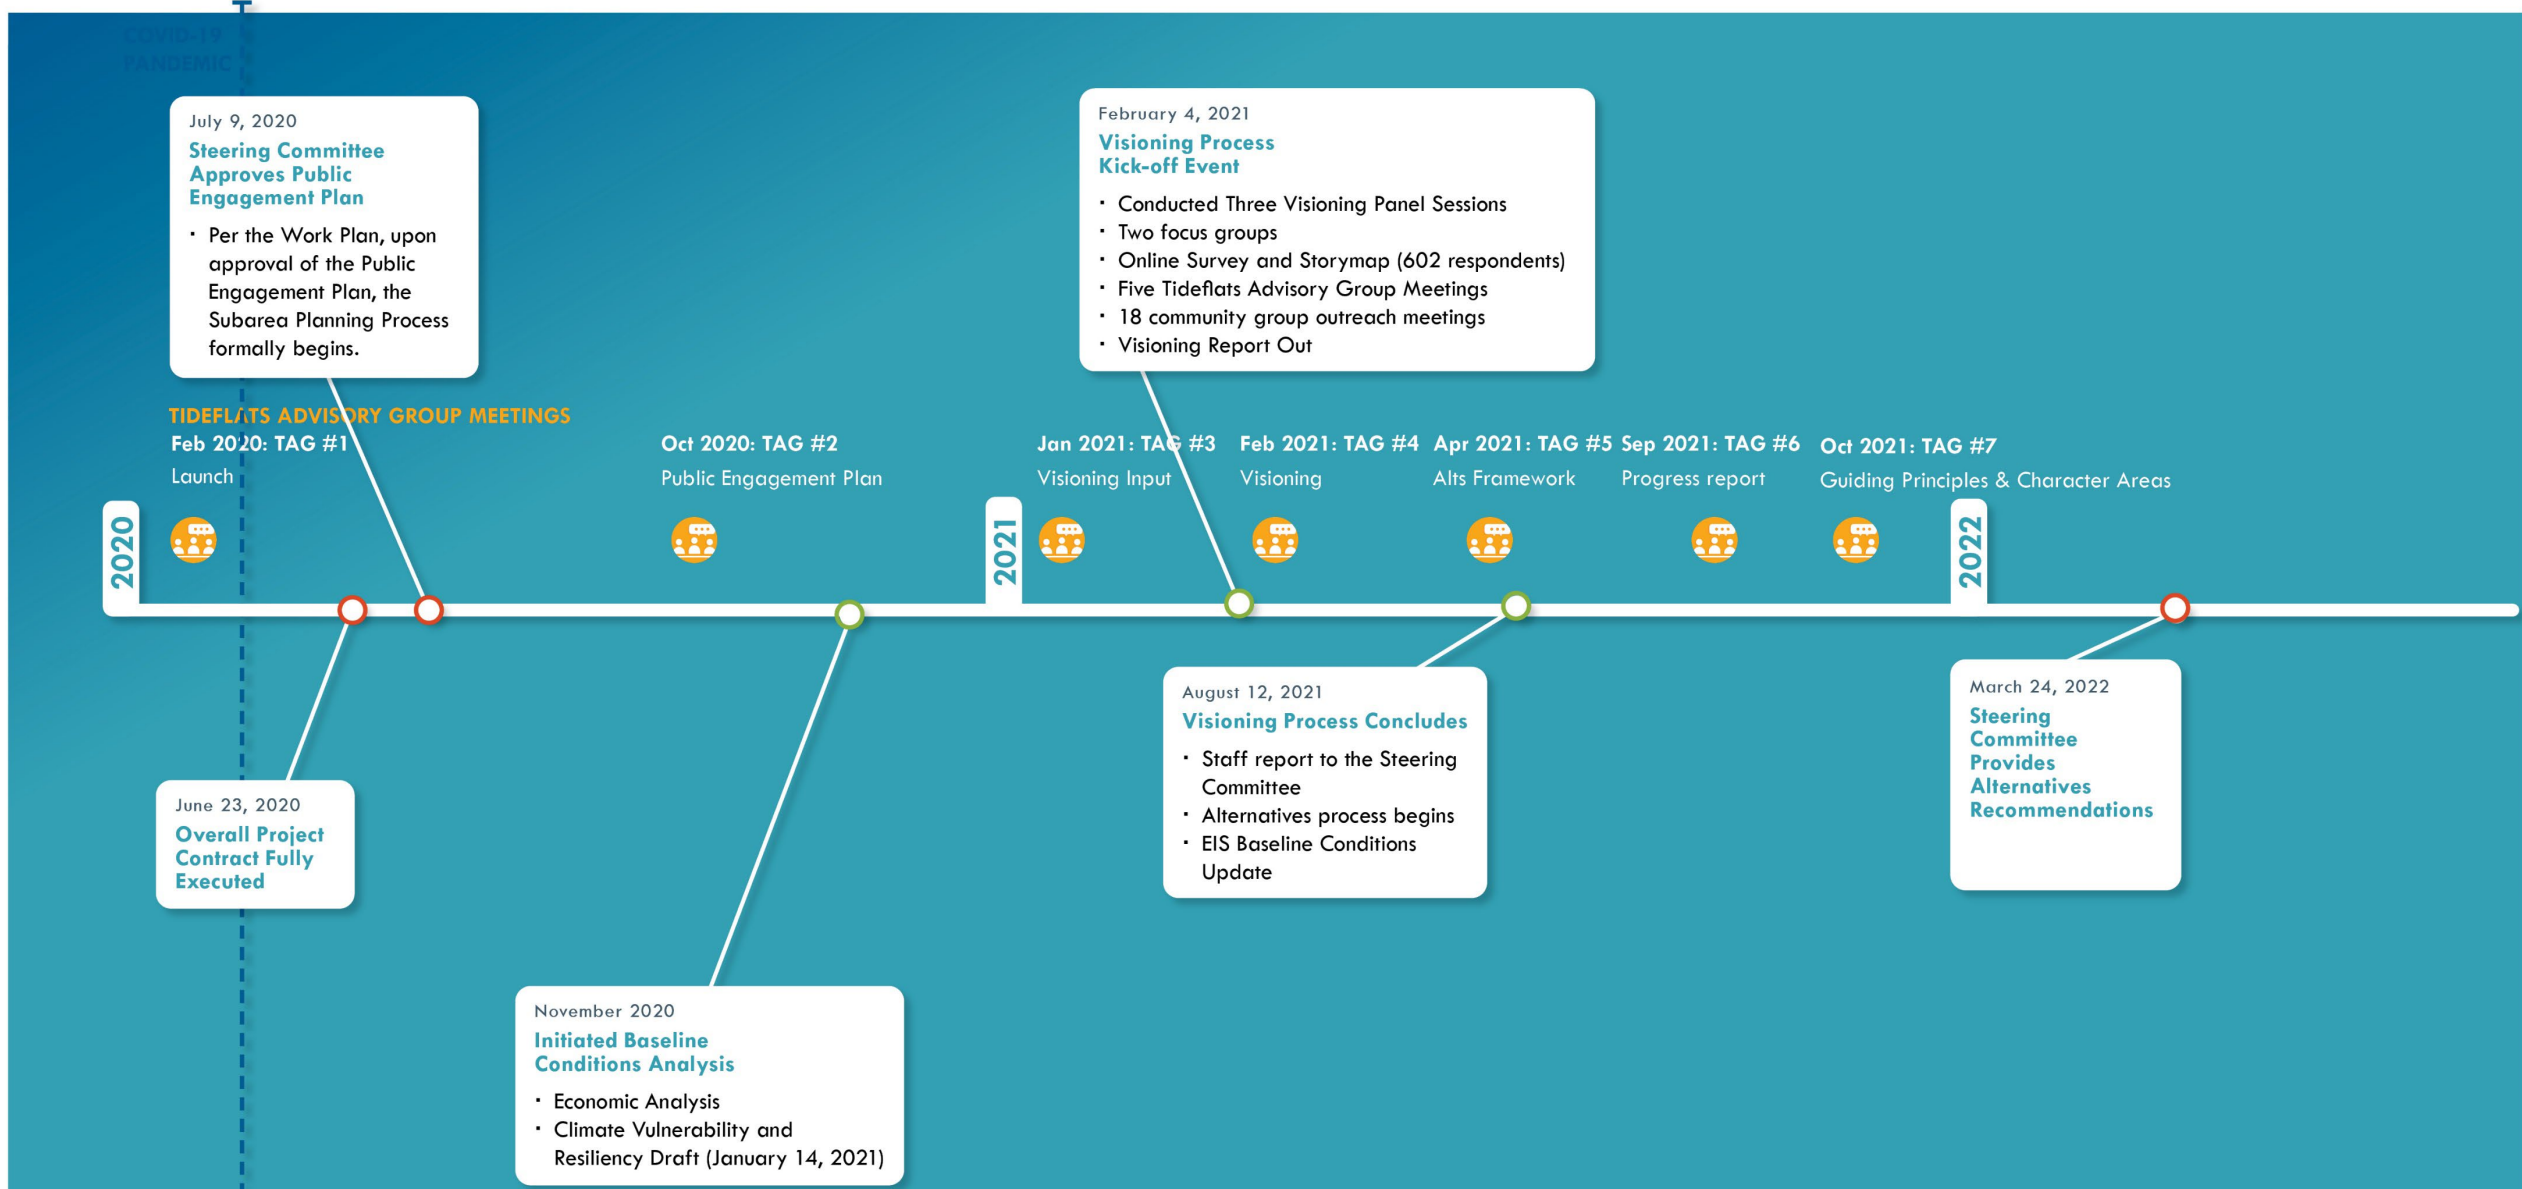 COVID-19
PANDEMIC
July 9, 2020
Steering Committee
Approves Public
Engagement Plan
· Per the Work Plan, upon
approval of the Public
Engagement Plan, the
Subarea Planning Process
formally begins.
February 4, 2021
Visioning Process
Kick-off Event
· Conducted Three Visioning Panel Sessions
· Two focus groups
· Online Survey and Storymap (602 respondents)
· Five Tideflats Advisory Group Meetings
· 18 community group outreach meetings
· Visioning Report Out
TIDEFLATS ADVISORY GROUP MEETINGS
Feb 2020: TAG #1
Launch
Oct 2020: TAG #2
Public Engagement Plan
Jan 2021: TAG #3
Visioning Input
Feb 2021: TAG #4
Visioning
Apr 2021: TAG #5
Alts Framework
Sep 2021: TAG #6
Progress report
Oct 2021: TAG #7
Guiding Principles & Character Areas
2020
2021
2022
June 23, 2020
Overall Project
Contract Fully
Executed
November 2020
Initiated Baseline
Conditions Analysis
· Economic Analysis
· Climate Vulnerability and
Resiliency Draft (January 14, 2021)
August 12, 2021
Visioning Process Concludes
· Staff report to the Steering
Committee
· Alternatives process begins
· EIS Baseline Conditions
Update
March 24, 2022
Steering
Committee
Provides
Alternatives
Recommendations